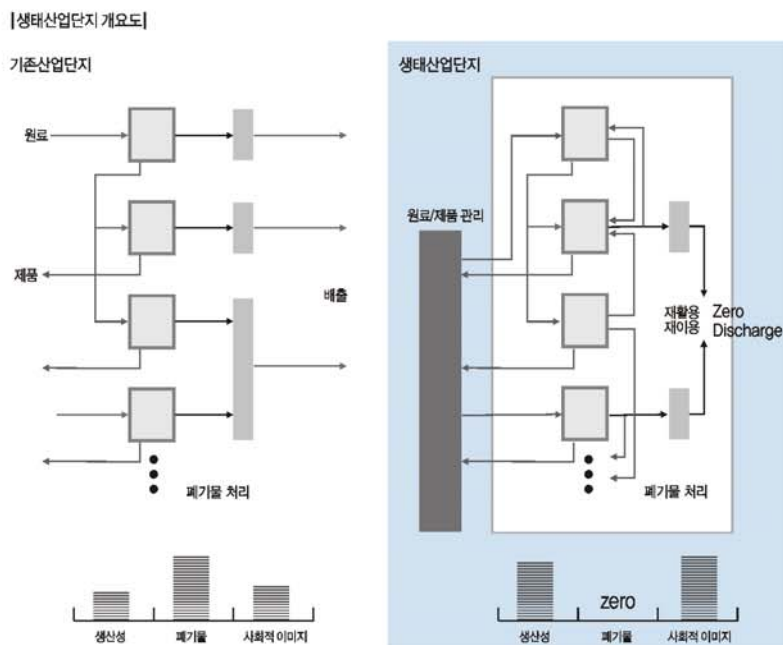 |생태산업단지 개요도|
기존산업단지
원료
제품
배출
폐기물 처리
생산성 폐기물 사회적 이미지
생태산업단지
원료/제품 관리
재활용
재이용
Zero
Discharge
폐기물 처리
zero
생산성 폐기물 사회적 이미지